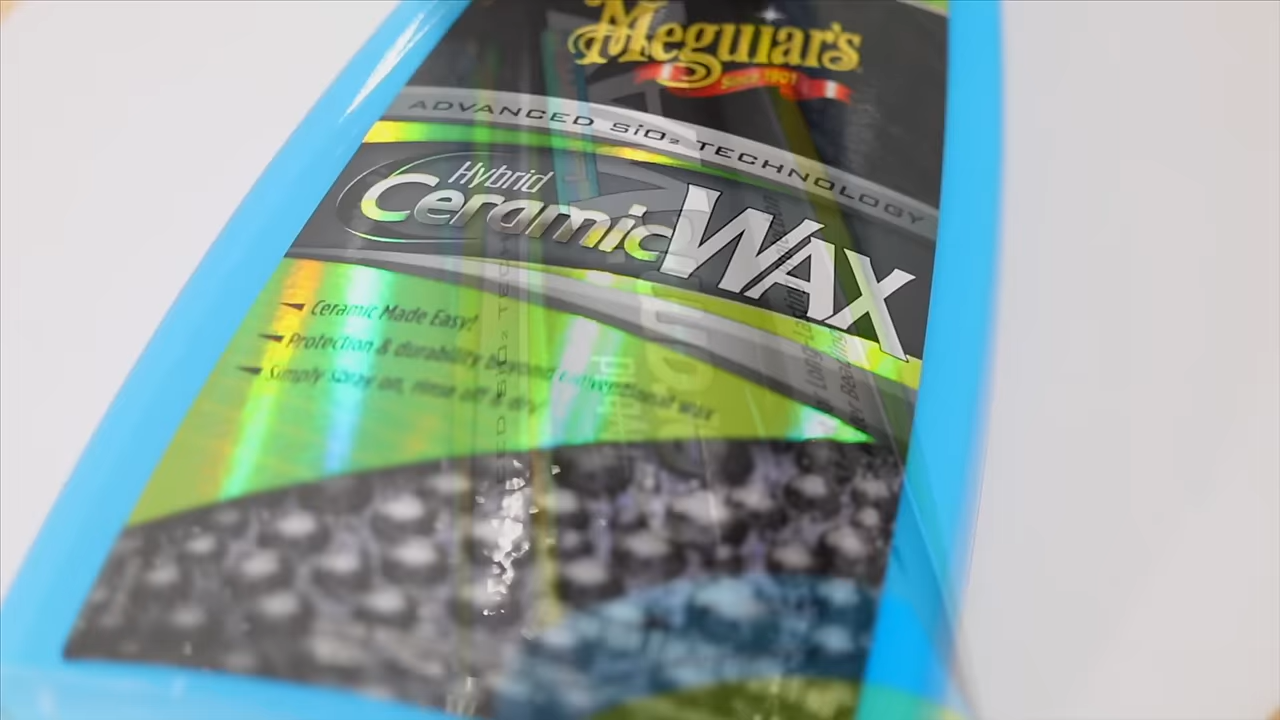 Meguiar's
Since 1901
ADVANCED SiO₂ TECHNOLOGY
Hybrid
Ceramic WAX
Ceramic Made Easy!
Protection & durability beyond conventional wax
Simply spray on, rinse off & dry